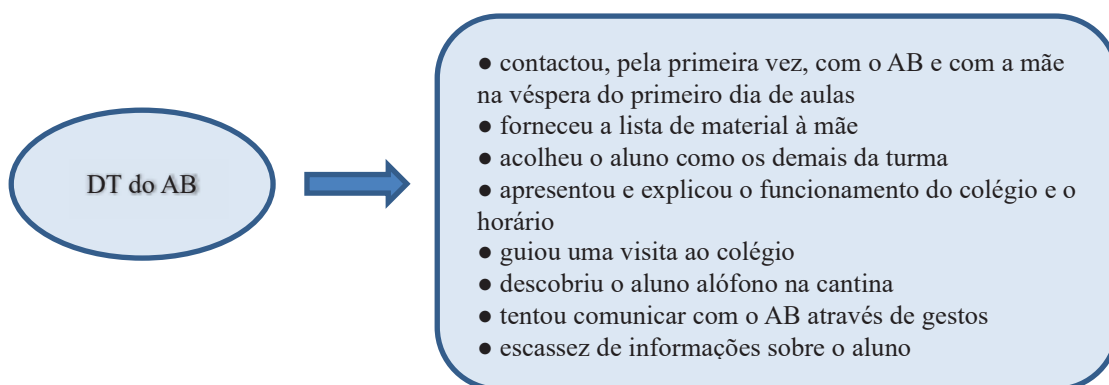 DT do AB
● contactou, pela primeira vez, com o AB e com a mãe
na véspera do primeiro dia de aulas
● forneceu a lista de material à mãe
● acolheu o aluno como os demais da turma
● apresentou e explicou o funcionamento do colégio e o
horário
● guiou uma visita ao colégio
● descobriu o aluno alófono na cantina
● tentou comunicar com o AB através de gestos
● escassez de informações sobre o aluno